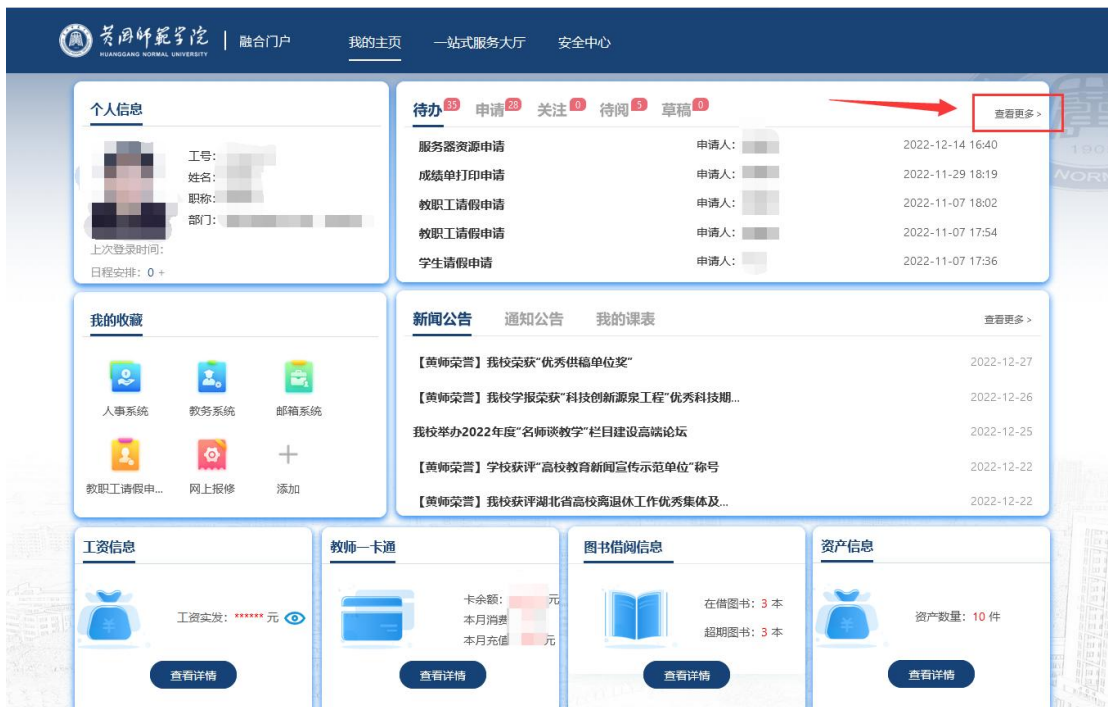 黄冈师范学院
HUANGGANG NORMAL UNIVERSITY
融合门户
我的主页 一站式服务大厅 安全中心
个人信息
工号:
姓名:
职称:
部门:
上次登录时间:
日程安排: 0 +
待办 35 申请 28 关注 0 待阅 5 草稿 0
查看更多 >
服务器资源申请 申请人: 2022-12-14 16:40
成绩单打印申请 申请人: 2022-11-29 18:19
教职工请假申请 申请人: 2022-11-07 18:02
教职工请假申请 申请人: 2022-11-07 17:54
学生请假申请 申请人: 2022-11-07 17:36
190
NORM
我的收藏
人事系统 教务系统 邮箱系统
教职工请假申... 网上报修 添加
新闻公告 通知公告 我的课表 查看更多 >
【黄师荣誉】我校荣获“优秀供稿单位奖” 2022-12-27
【黄师荣誉】我校学报荣获“科技创新源泉工程”优秀科技期... 2022-12-26
我校举办2022年度“名师谈教学”栏目建设高端论坛 2022-12-25
【黄师荣誉】学校获评“高校教育新闻宣传示范单位”称号 2022-12-22
【黄师荣誉】我校获评湖北省高校离退休工作优秀集体及... 2022-12-22
工资信息
工资实发: ****** 元
查看详情
教师一卡通
卡余额: 元
本月消费
本月充值 元
查看详情
图书借阅信息
在借图书: 3 本
超期图书: 3 本
查看详情
资产信息
资产数量: 10 件
查看详情